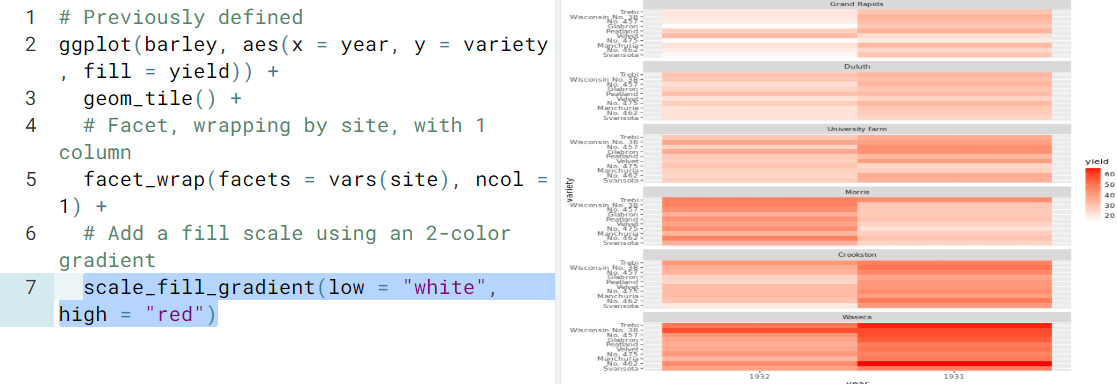 1 # Previously defined
2 ggplot(barley, aes(x = year, y = variety
, fill = yield)) +
3 geom_tile() +
4 # Facet, wrapping by site, with 1
column
5 facet_wrap(facets = vars(site), ncol =
1) +
6 # Add a fill scale using an 2-color
gradient
7 scale_fill_gradient(low = "white",
high = "red")
variety
Grand Rapids
Trebi
Wisconsin No. 38
No. 457
Glabron
Peatland
Velvet
No. 475
Manchuria
No. 462
Svansota
Duluth
Trebi
Wisconsin No. 38
No. 457
Glabron
Peatland
Velvet
No. 475
Manchuria
No. 462
Svansota
University Farm
Trebi
Wisconsin No. 38
No. 457
Glabron
Peatland
Velvet
No. 475
Manchuria
No. 462
Svansota
Morris
Trebi
Wisconsin No. 38
No. 457
Glabron
Peatland
Velvet
No. 475
Manchuria
No. 462
Svansota
Crookston
Trebi
Wisconsin No. 38
No. 457
Glabron
Peatland
Velvet
No. 475
Manchuria
No. 462
Svansota
Waseca
Trebi
Wisconsin No. 38
No. 457
Glabron
Peatland
Velvet
No. 475
Manchuria
No. 462
Svansota
1932 1931
year
yield
60
50
40
30
20